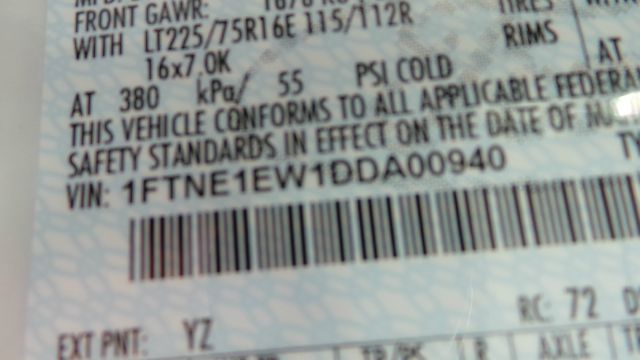 FRONT GAWR:
TIRES
WITH LT225/75R16E 115/112R
RIMS
16x7.0K
AT 380 kPa/ 55 PSI COLD
AT
THIS VEHICLE CONFORMS TO ALL APPLICABLE FEDERA
SAFETY STANDARDS IN EFFECT ON THE DATE OF
VIN: 1FTNE1EW1DDA00940
TY
RC: 72
EXT PNT: YZ
AXLE